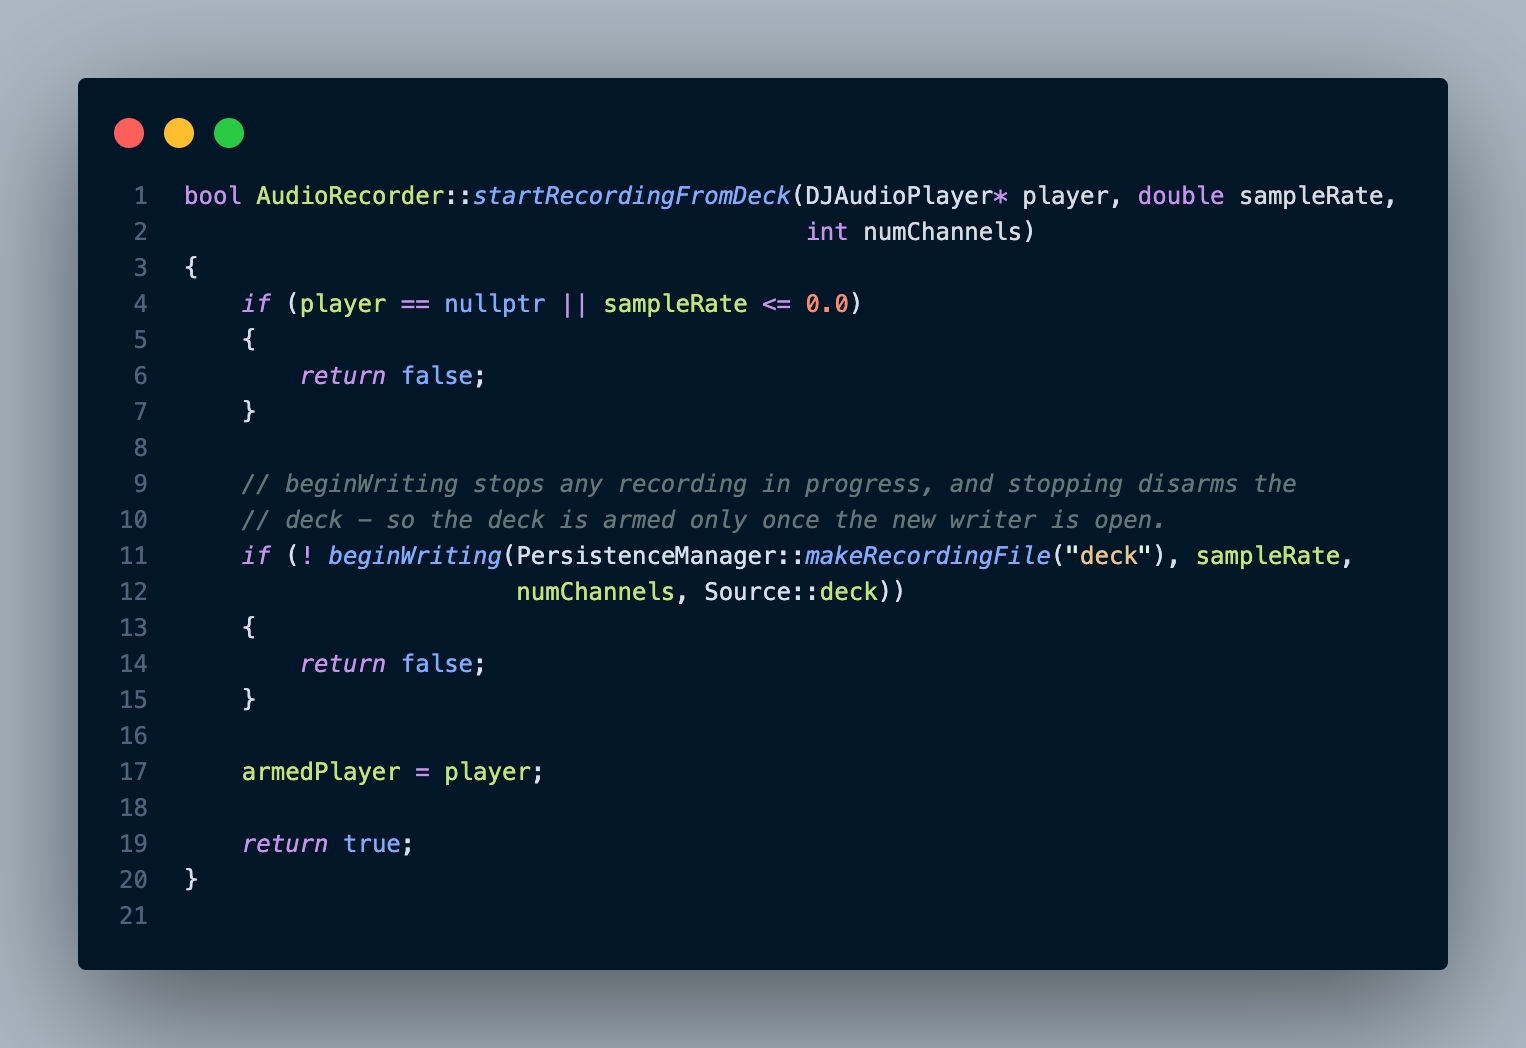 1 bool AudioRecorder::startRecordingFromDeck(DJAudioPlayer* player, double sampleRate,
2                                            int numChannels)
3 {
4     if (player == nullptr || sampleRate <= 0.0)
5     {
6         return false;
7     }
8
9     // beginWriting stops any recording in progress, and stopping disarms the
10     // deck – so the deck is armed only once the new writer is open.
11     if (! beginWriting(PersistenceManager::makeRecordingFile("deck"), sampleRate,
12                        numChannels, Source::deck))
13     {
14         return false;
15     }
16
17     armedPlayer = player;
18
19     return true;
20 }
21